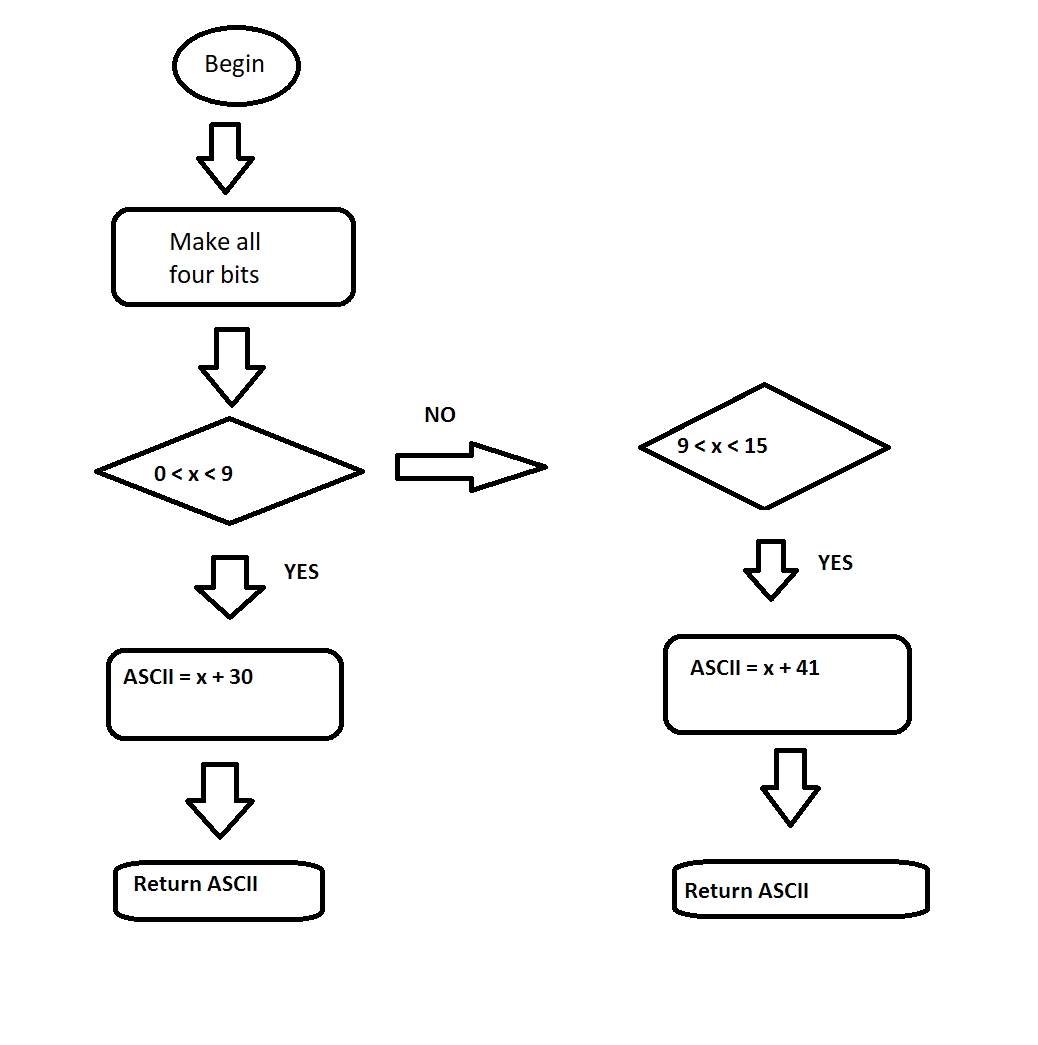 Begin
Make all
four bits
0 < x < 9
NO
9 < x < 15
YES
YES
ASCII = x + 30
ASCII = x + 41
Return ASCII
Return ASCII